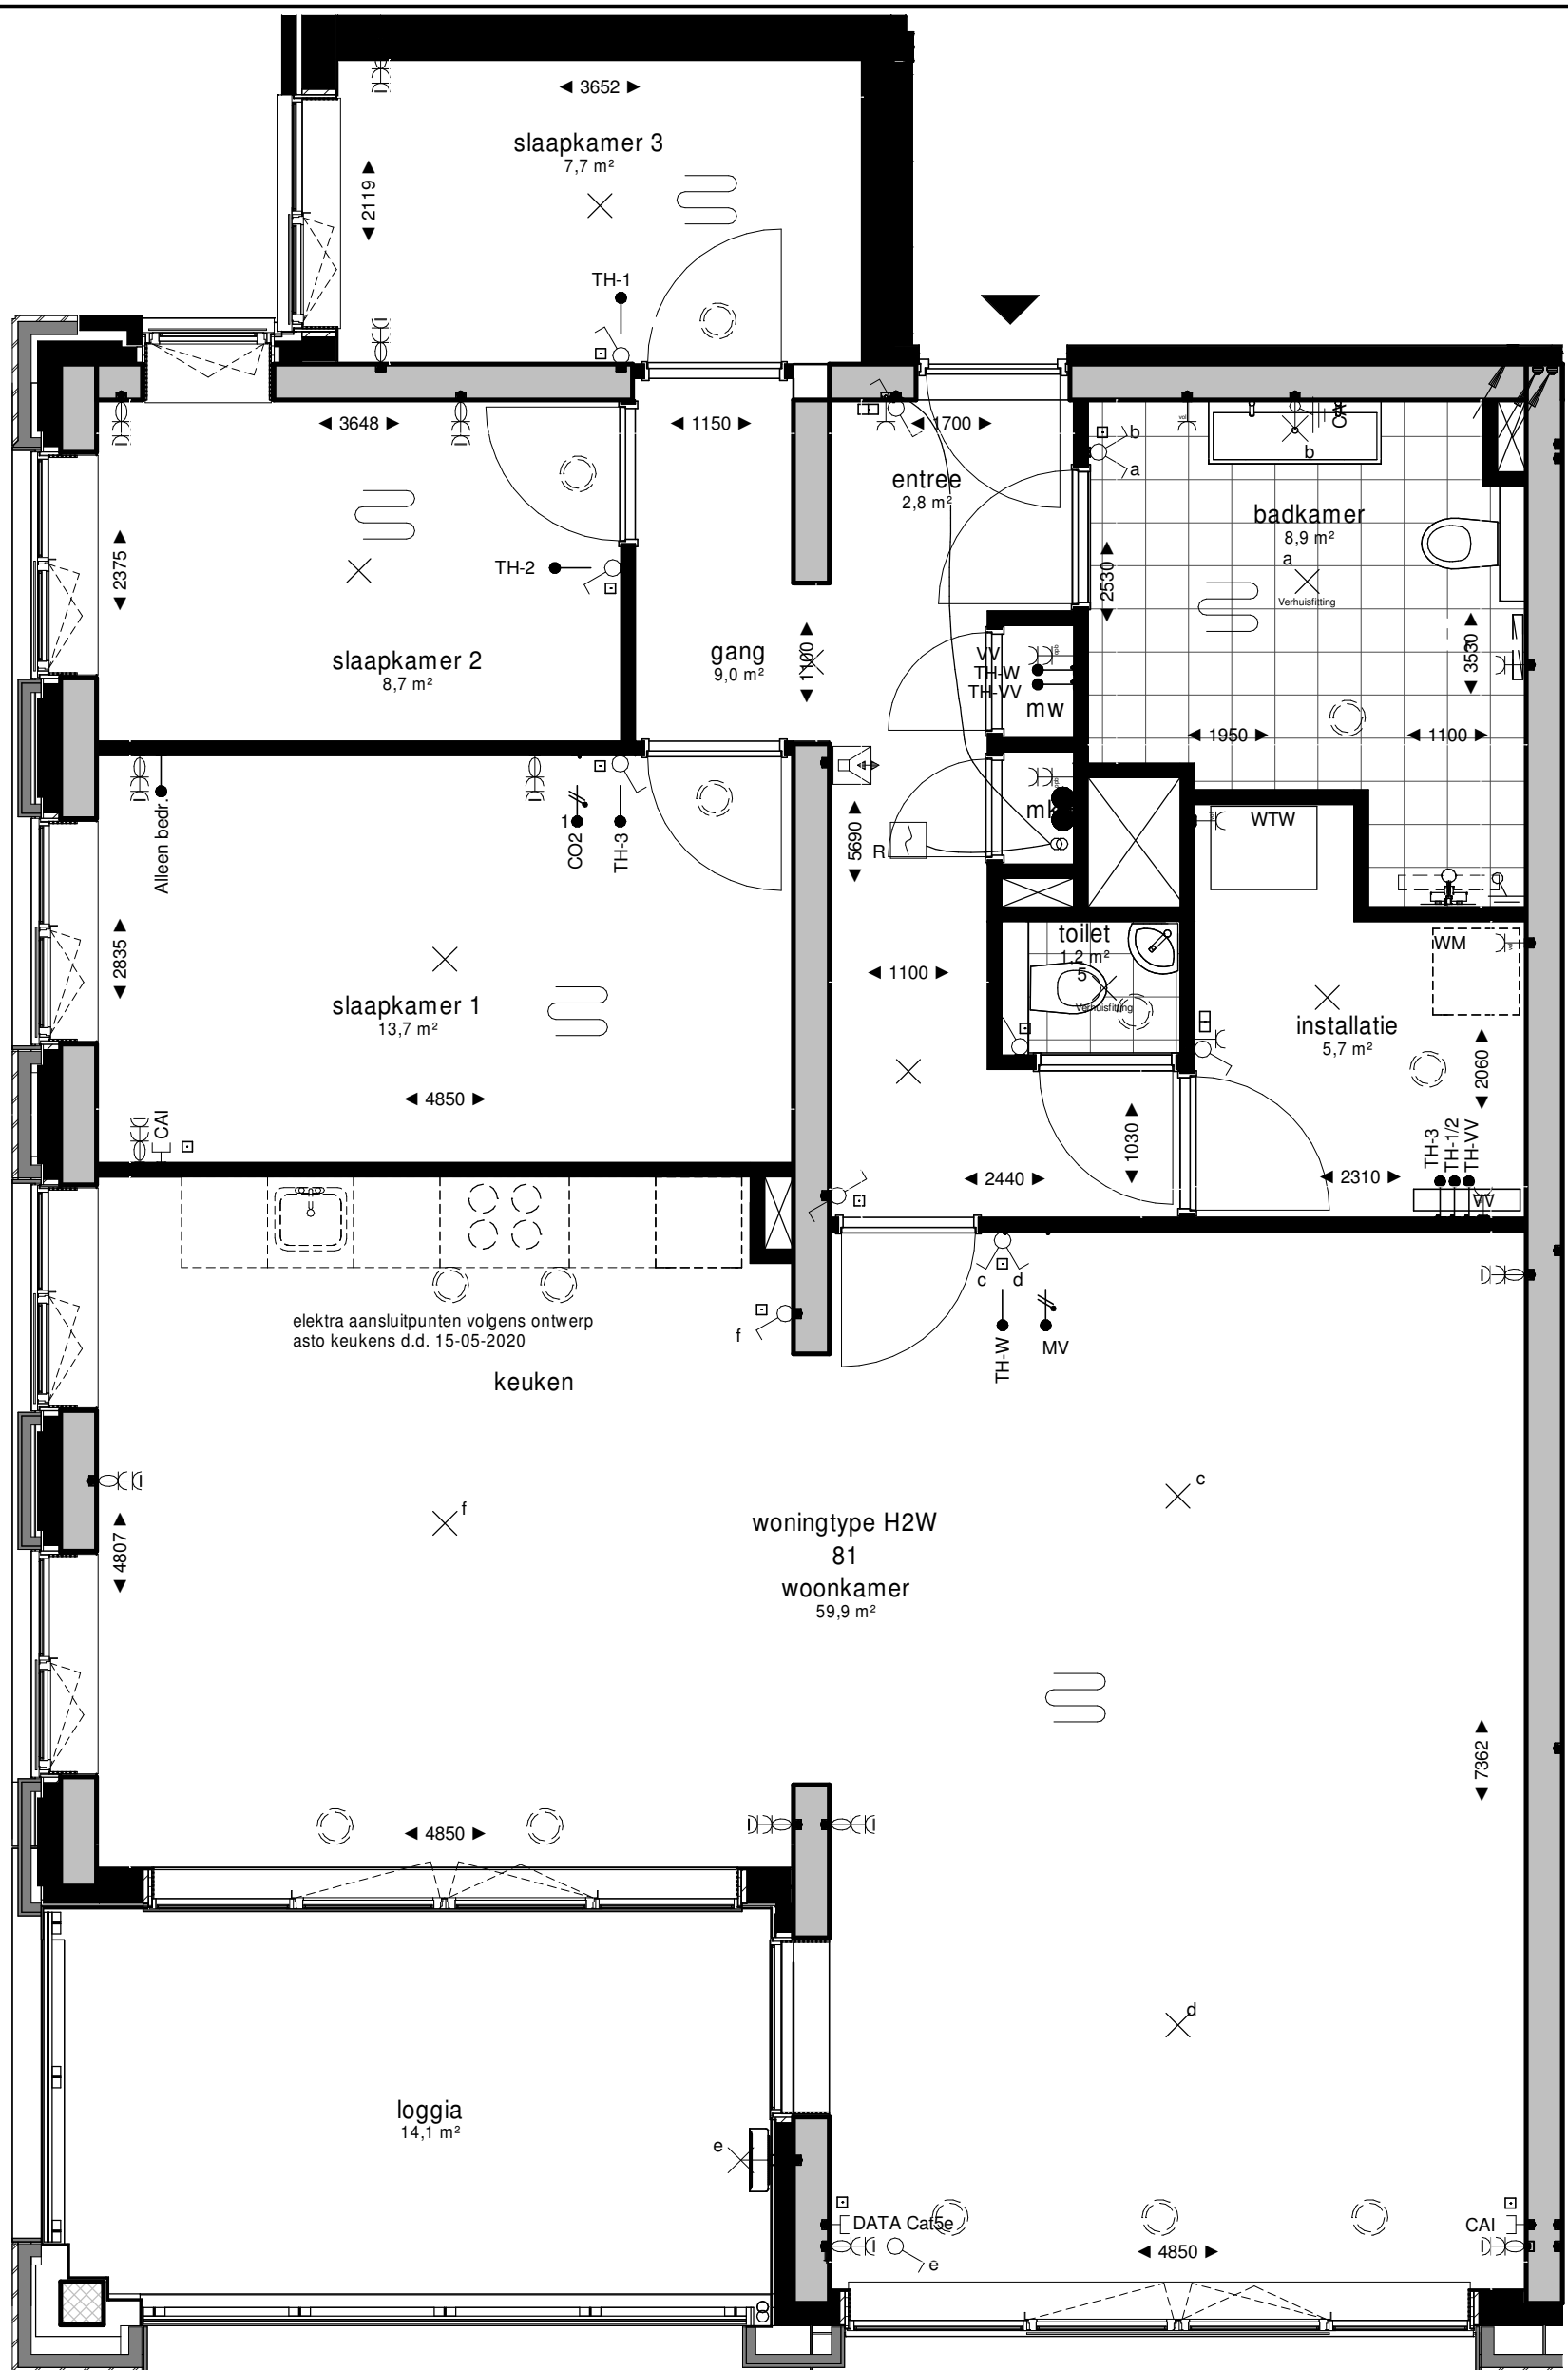 ◄ 3652 ►
slaapkamer 3
7,7 m²
◄ 2119 ►
TH-1
◄ 3648 ►
◄ 1150 ►
◄ 1700 ►
entree
2,8 m²
b
a
b
badkamer
8,9 m²
a
Verhuisfitting
◄ 2375 ►
TH-2
◄ 2530 ►
slaapkamer 2
8,7 m²
gang
9,0 m²
◄ 1100 ►
VV
TH-W
TH-VV
mw
◄ 3530 ►
◄ 1950 ►
◄ 1100 ►
Alleen bedr.
1
CO2
TH-3
◄ 5690 ►
R
mk
WTW
◄ 2835 ►
slaapkamer 1
13,7 m²
◄ 1100 ►
toilet
1,2 m²
5
Verhuisfitting
WM
installatie
5,7 m²
◄ 2060 ►
◄ 4850 ►
CAI
◄ 1030 ►
◄ 2440 ►
◄ 2310 ►
TH-3
TH-1/2
TH-VV
VV
elektra aansluitpunten volgens ontwerp
asto keukens d.d. 15-05-2020
f
c
d
TH-W
MV
keuken
f
c
◄ 4807 ►
woningtype H2W
81
woonkamer
59,9 m²
◄ 7362 ►
◄ 4850 ►
d
loggia
14,1 m²
e
DATA Cat5e
e
CAI
◄ 4850 ►